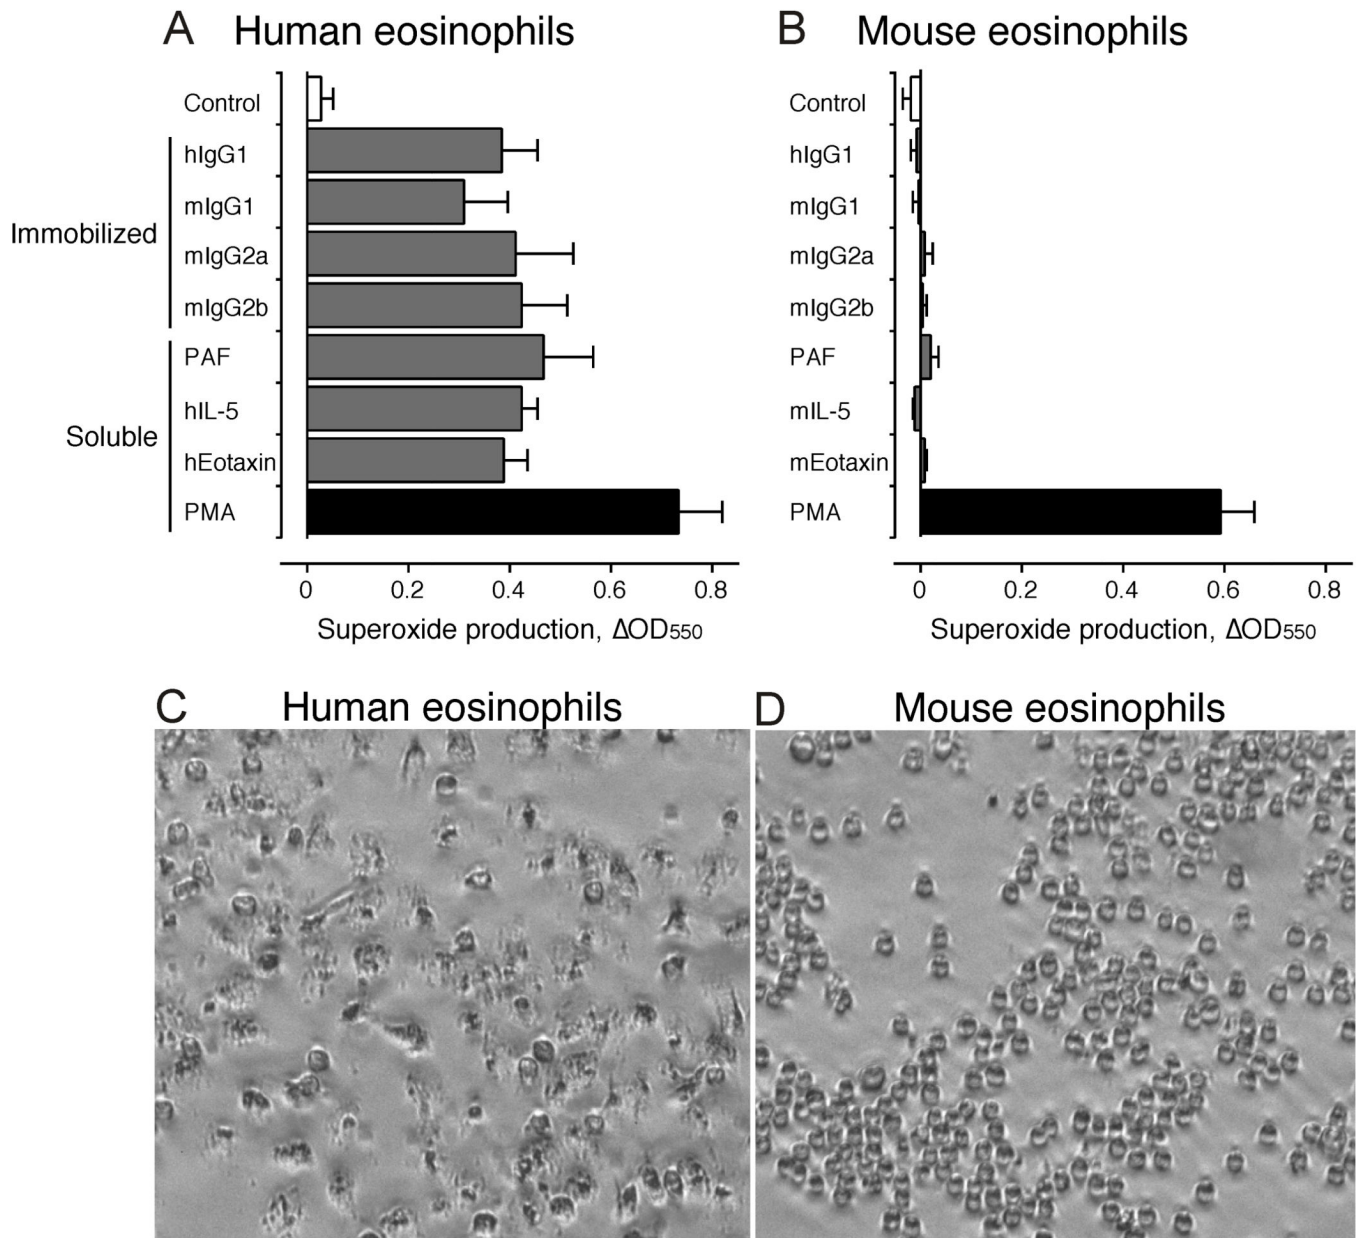 A Human eosinophils
Control
hIgG1
mIgG1
Immobilized
mIgG2a
mIgG2b
PAF
hIL-5
Soluble
hEotaxin
PMA
0 0.2 0.4 0.6 0.8
Superoxide production, ΔOD550
B Mouse eosinophils
Control
hIgG1
mIgG1
mIgG2a
mIgG2b
PAF
mIL-5
mEotaxin
PMA
0 0.2 0.4 0.6 0.8
Superoxide production, ΔOD550
C Human eosinophils
D Mouse eosinophils